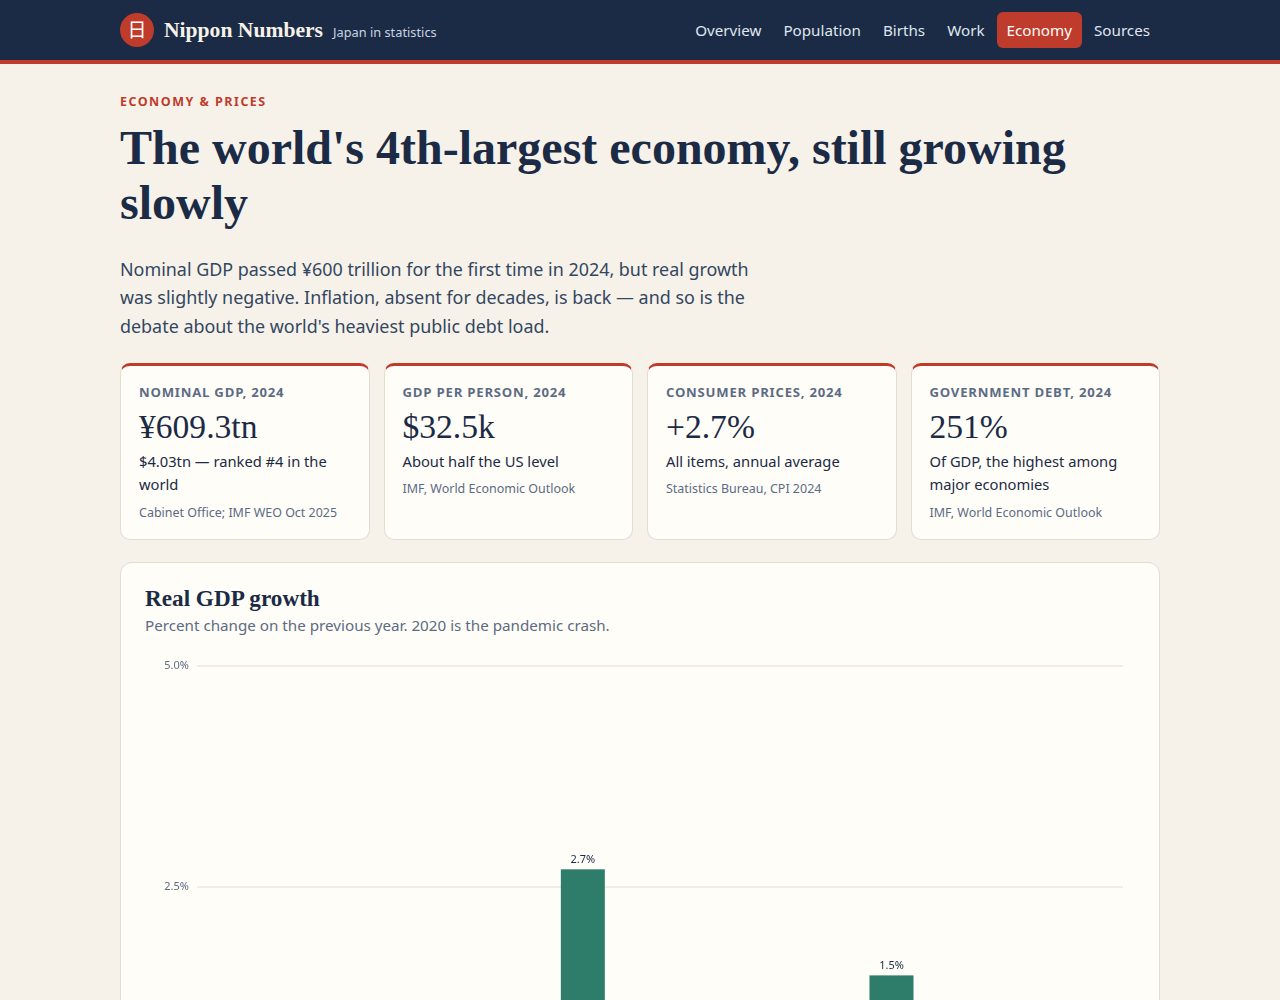 日 Nippon Numbers Japan in statistics Overview Population Births Work Economy Sources
ECONOMY & PRICES
The world's 4th-largest economy, still growing
slowly
Nominal GDP passed ¥600 trillion for the first time in 2024, but real growth
was slightly negative. Inflation, absent for decades, is back — and so is the
debate about the world's heaviest public debt load.
NOMINAL GDP, 2024
¥609.3tn
$4.03tn — ranked #4 in the
world
Cabinet Office; IMF WEO Oct 2025
GDP PER PERSON, 2024
$32.5k
About half the US level
IMF, World Economic Outlook
CONSUMER PRICES, 2024
+2.7%
All items, annual average
Statistics Bureau, CPI 2024
GOVERNMENT DEBT, 2024
251%
Of GDP, the highest among
major economies
IMF, World Economic Outlook
Real GDP growth
Percent change on the previous year. 2020 is the pandemic crash.
5.0%
2.7%
2.5%
1.5%